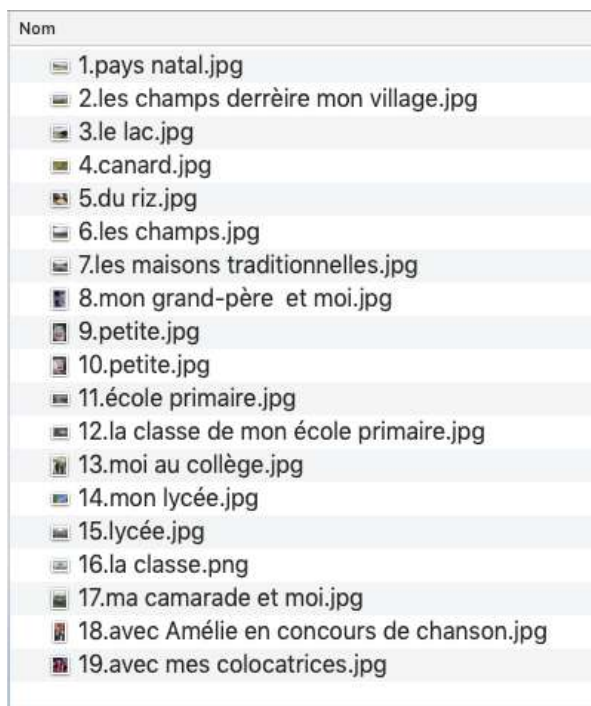 Nom
1.pays natal.jpg
2.les champs derrèire mon village.jpg
3.le lac.jpg
4.canard.jpg
5.du riz.jpg
6.les champs.jpg
7.les maisons traditionnelles.jpg
8.mon grand-père  et moi.jpg
9.petite.jpg
10.petite.jpg
11.école primaire.jpg
12.la classe de mon école primaire.jpg
13.moi au collège.jpg
14.mon lycée.jpg
15.lycée.jpg
16.la classe.png
17.ma camarade et moi.jpg
18.avec Amélie en concours de chanson.jpg
19.avec mes colocatrices.jpg